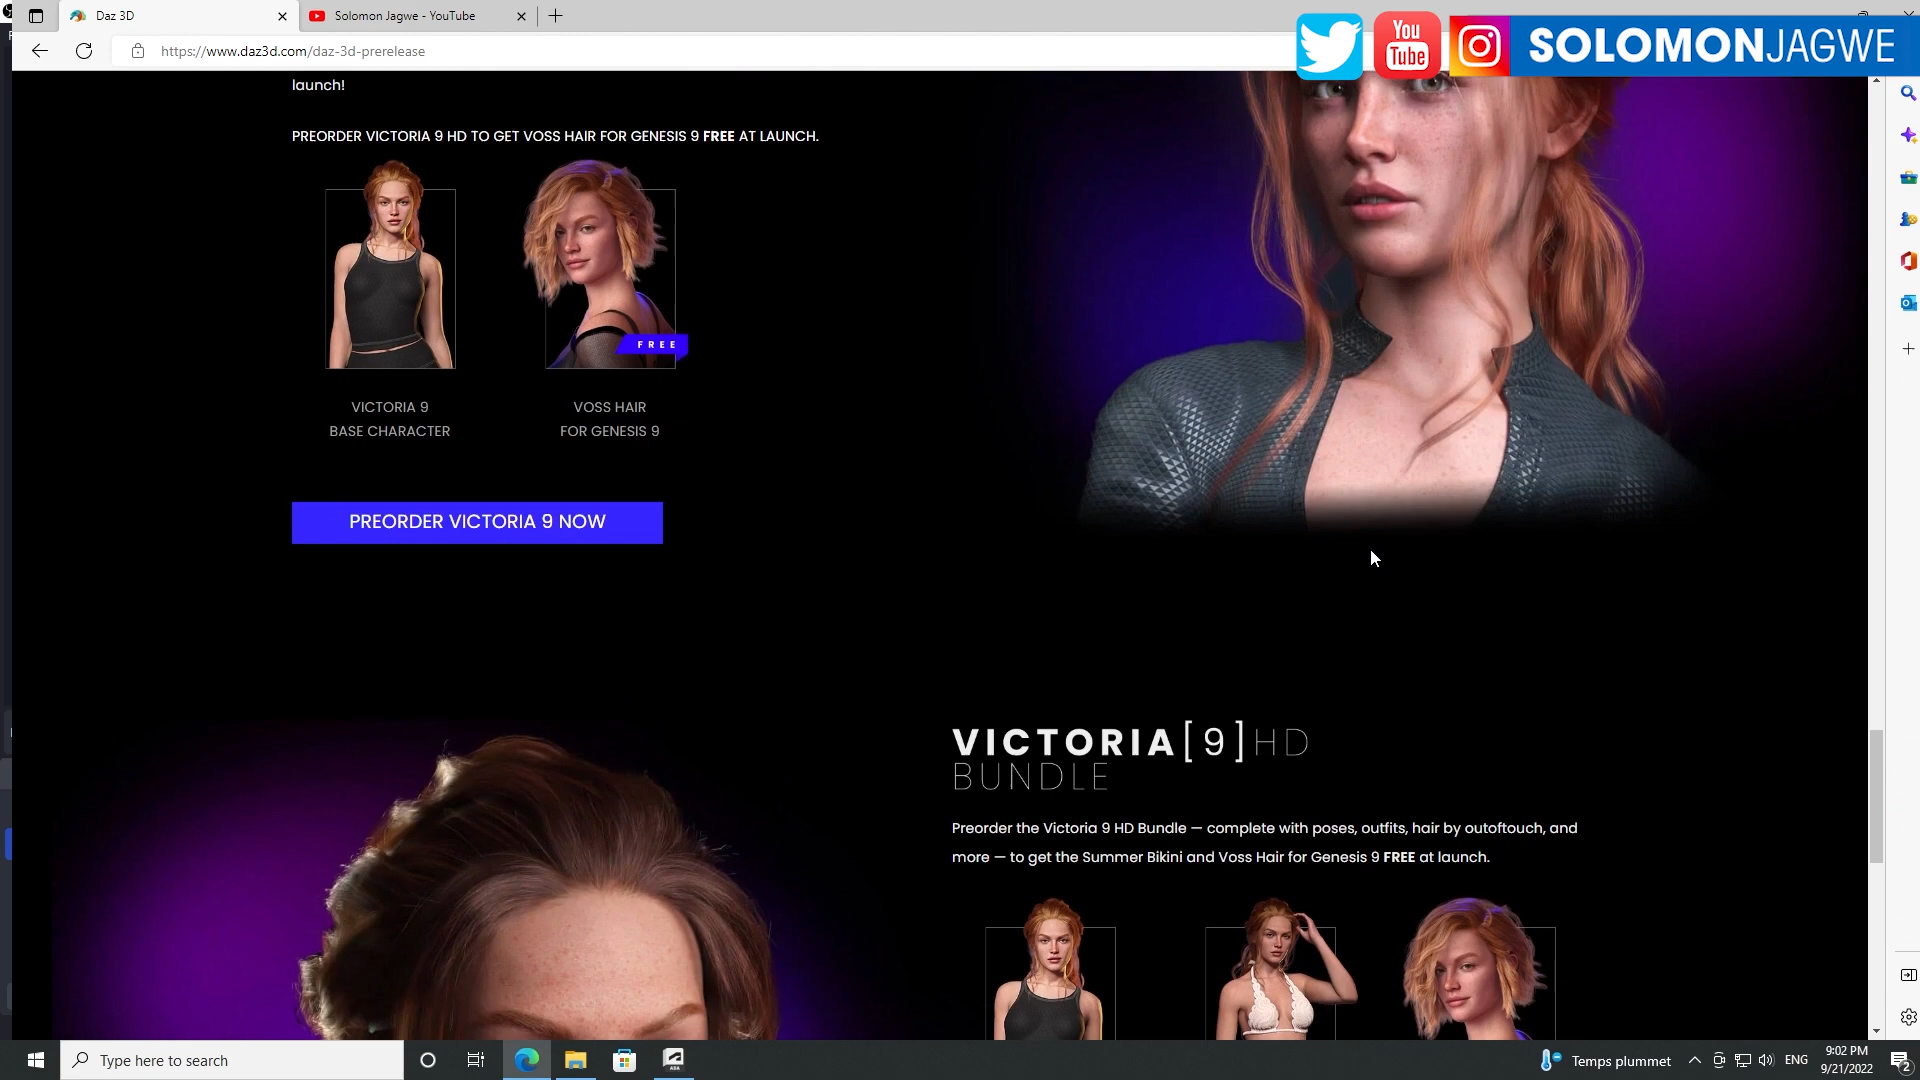 Daz 3D
Solomon Jagwe - YouTube
https://www.daz3d.com/daz-3d-prerelease
You
Tube
SOLOMONJAGWE
launch!
PREORDER VICTORIA 9 HD TO GET VOSS HAIR FOR GENESIS 9 FREE AT LAUNCH.
FREE
VICTORIA 9
BASE CHARACTER
VOSS HAIR
FOR GENESIS 9
PREORDER VICTORIA 9 NOW
VICTORIA[9]HD
BUNDLE
Preorder the Victoria 9 HD Bundle — complete with poses, outfits, hair by outoftouch, and
more — to get the Summer Bikini and Voss Hair for Genesis 9 FREE at launch.
Type here to search
Temps plummet
ENG
9:02 PM
9/21/2022
2